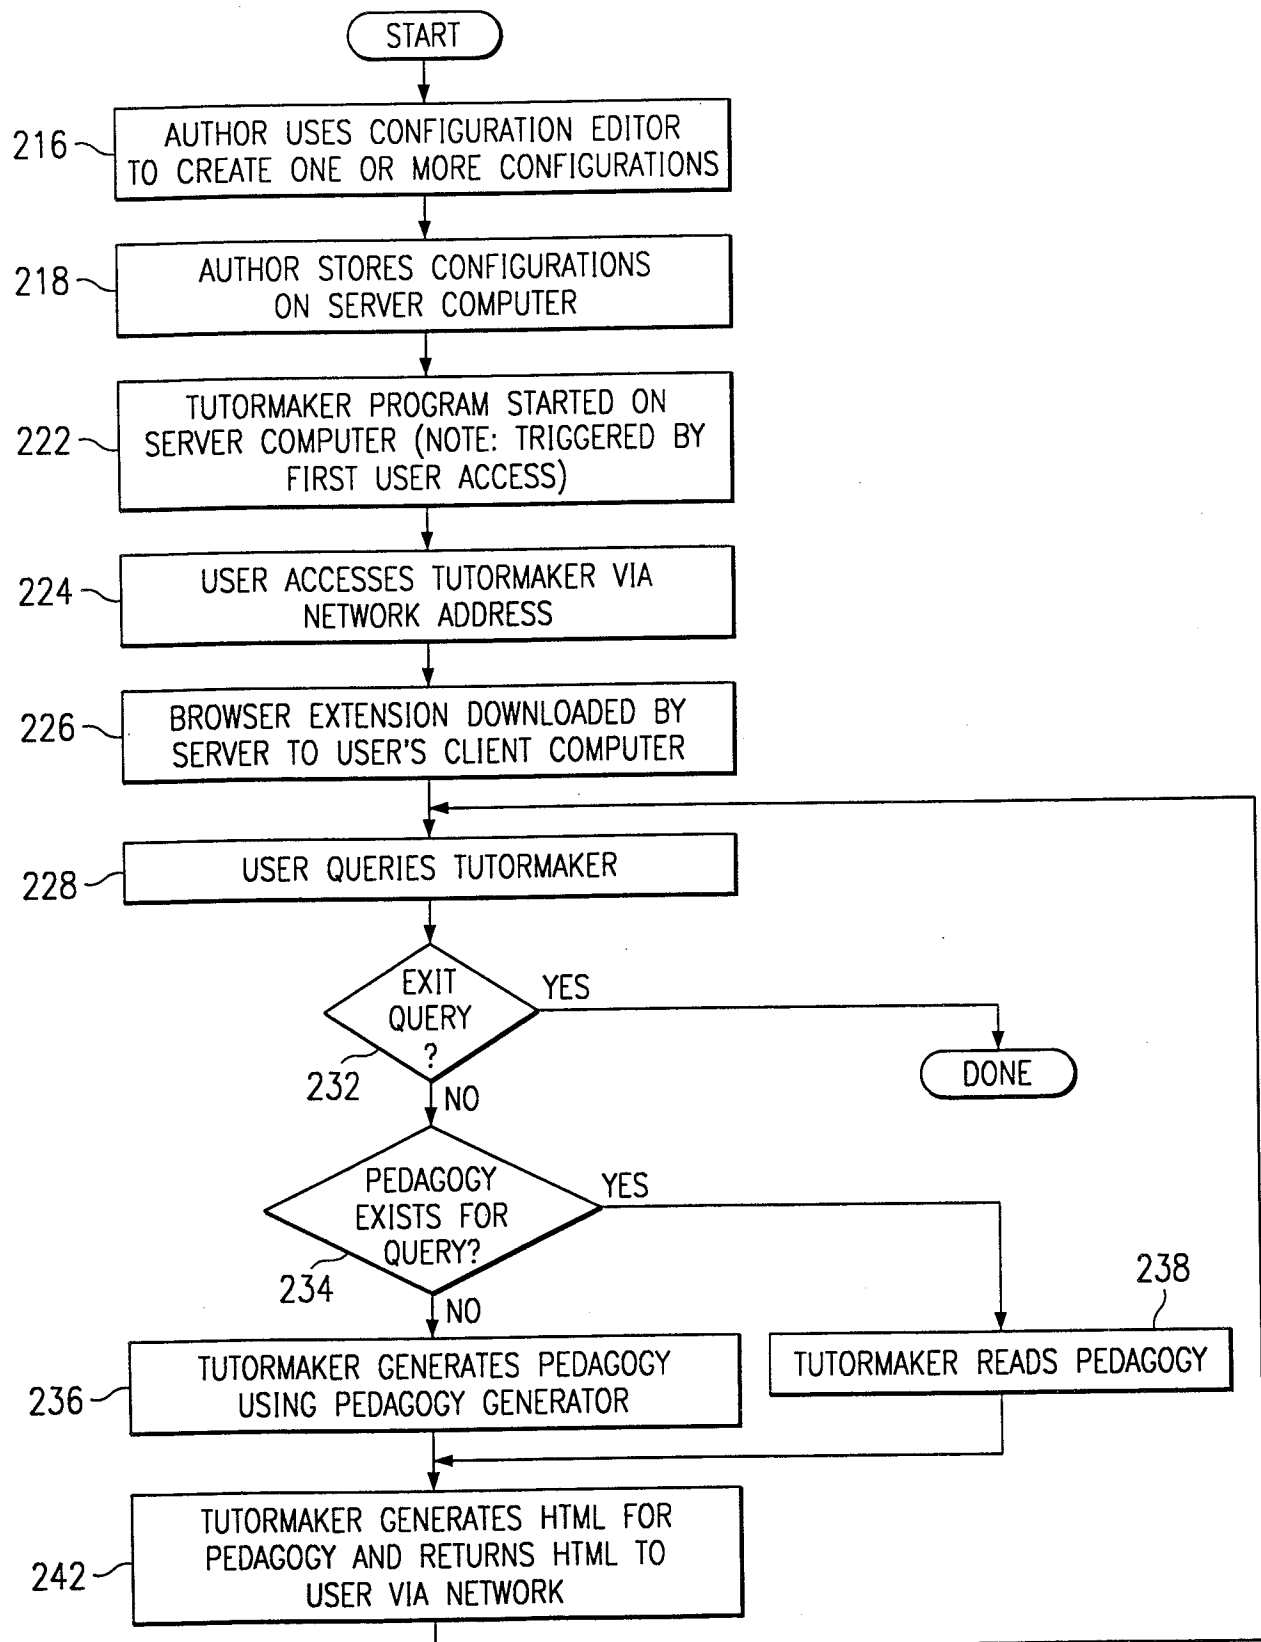 START
216
AUTHOR USES CONFIGURATION EDITOR
TO CREATE ONE OR MORE CONFIGURATIONS
218
AUTHOR STORES CONFIGURATIONS
ON SERVER COMPUTER
222
TUTORMAKER PROGRAM STARTED ON
SERVER COMPUTER (NOTE: TRIGGERED BY
FIRST USER ACCESS)
224
USER ACCESSES TUTORMAKER VIA
NETWORK ADDRESS
226
BROWSER EXTENSION DOWNLOADED BY
SERVER TO USER'S CLIENT COMPUTER
228
USER QUERIES TUTORMAKER
EXIT
QUERY
?
YES
232
NO
DONE
PEDAGOGY
EXISTS FOR
QUERY?
YES
234
NO
238
TUTORMAKER READS PEDAGOGY
236
TUTORMAKER GENERATES PEDAGOGY
USING PEDAGOGY GENERATOR
242
TUTORMAKER GENERATES HTML FOR
PEDAGOGY AND RETURNS HTML TO
USER VIA NETWORK